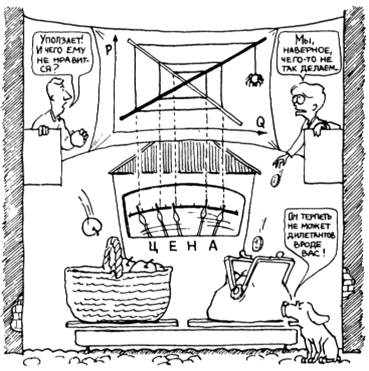 Уползает!
И чего ему
не нравит-
ся?
P
Q
Мы,
наверное,
чего-то не
так делаем...
ЦЕНА
Он терпеть
не может
дилетантов
вроде
вас!